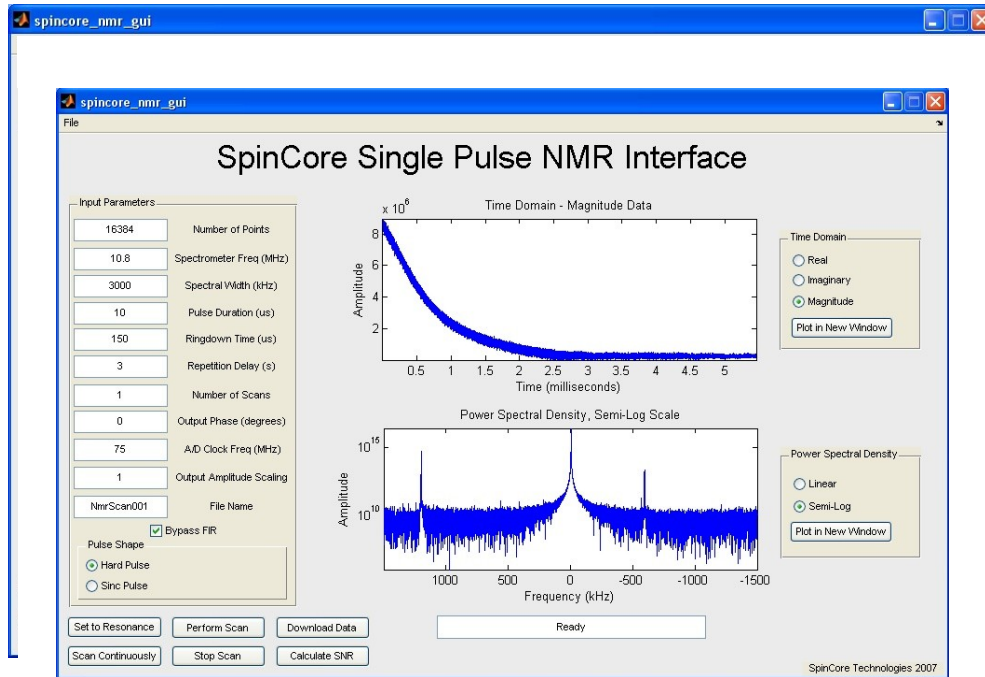 spincore_nmr_gui
spincore_nmr_gui
File
SpinCore Single Pulse NMR Interface
Input Parameters
16384 Number of Points
10.8 Spectrometer Freq (MHz)
3000 Spectral Width (kHz)
10 Pulse Duration (us)
150 Ringdown Time (us)
3 Repetition Delay (s)
1 Number of Scans
0 Output Phase (degrees)
75 A/D Clock Freq (MHz)
1 Output Amplitude Scaling
NmrScan001 File Name
Bypass FIR
Pulse Shape
Hard Pulse
Sinc Pulse
Time Domain - Magnitude Data
x 10^6
8
6
4
2
Amplitude
0.5 1 1.5 2 2.5 3 3.5 4 4.5 5
Time (milliseconds)
Time Domain
Real
Imaginary
Magnitude
Plot in New Window
Power Spectral Density, Semi-Log Scale
10^15
10^10
Amplitude
1000 500 0 -500 -1000 -1500
Frequency (kHz)
Power Spectral Density
Linear
Semi-Log
Plot in New Window
Set to Resonance Perform Scan Download Data
Ready
Scan Continuously Stop Scan Calculate SNR
SpinCore Technologies 2007